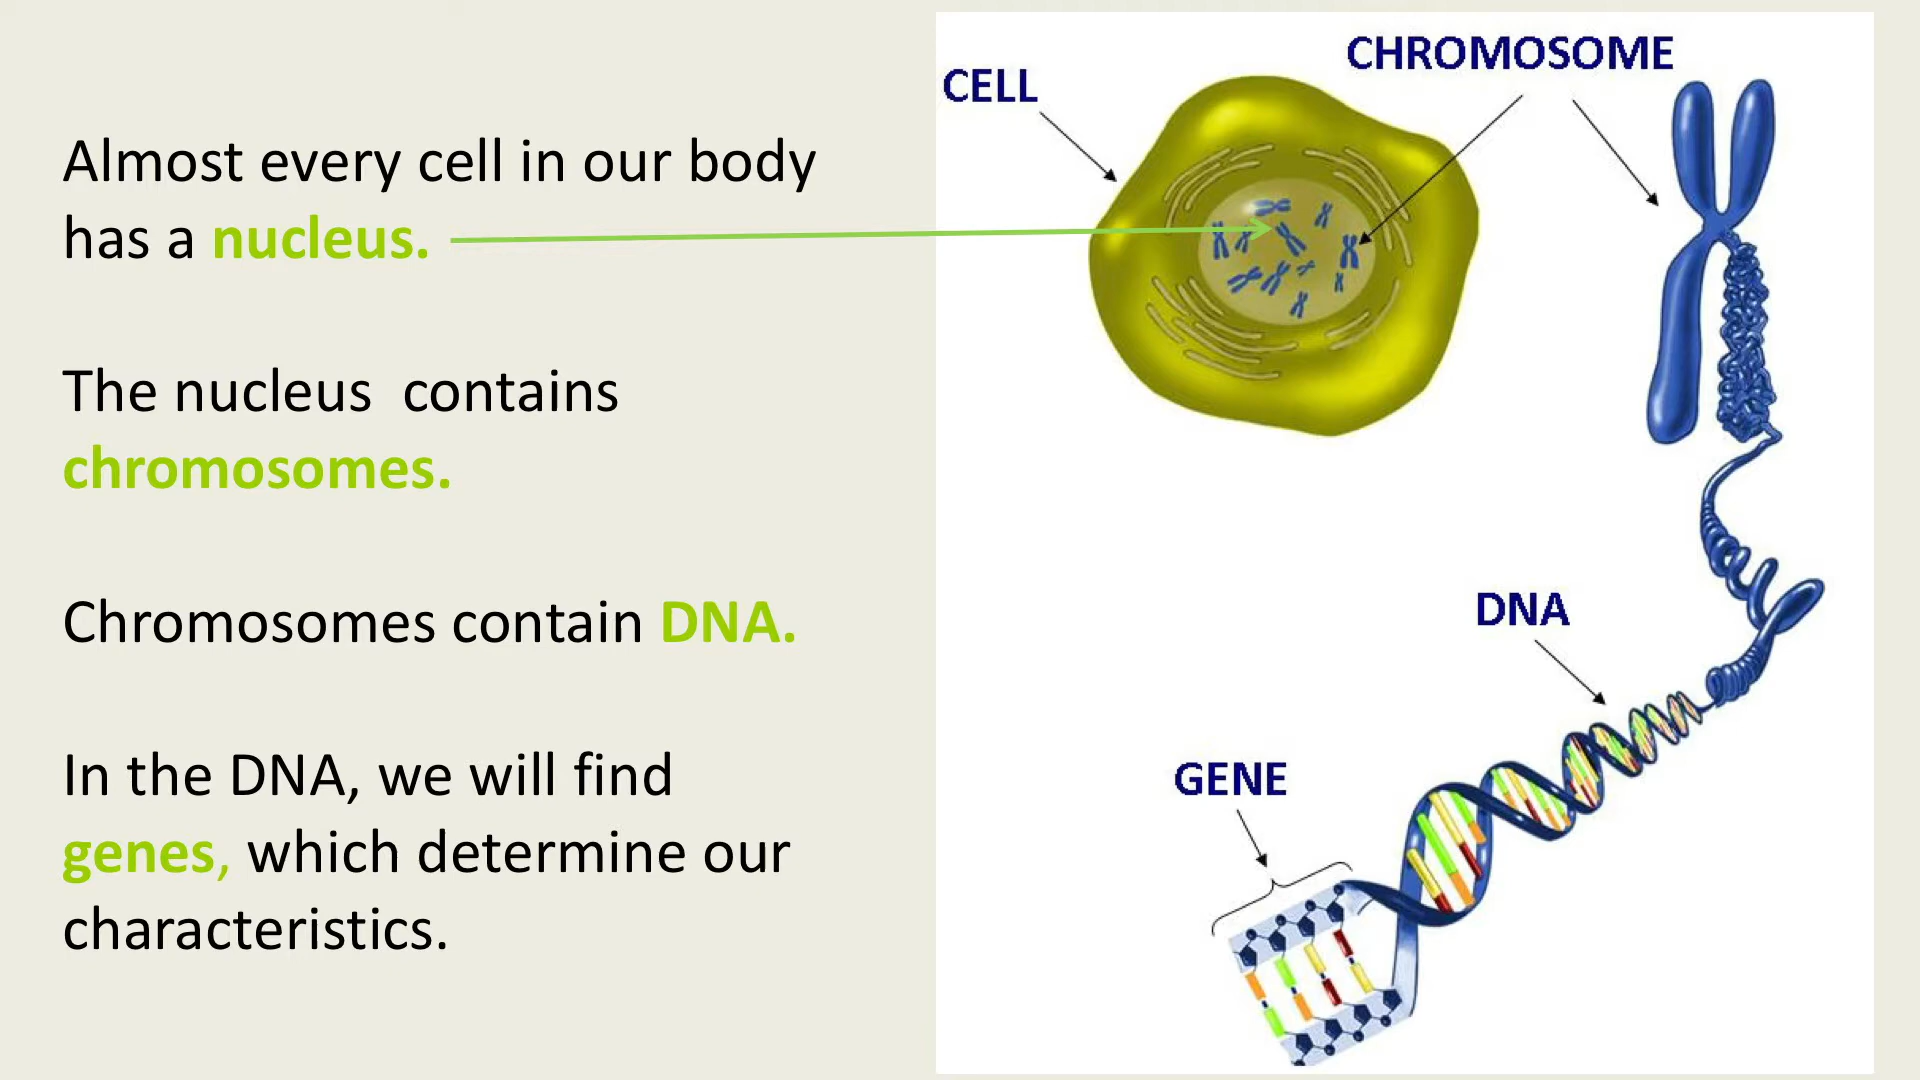 Almost every cell in our body
has a nucleus.
The nucleus  contains
chromosomes.
Chromosomes contain DNA.
In the DNA, we will find
genes, which determine our
characteristics.
CELL
CHROMOSOME
DNA
GENE